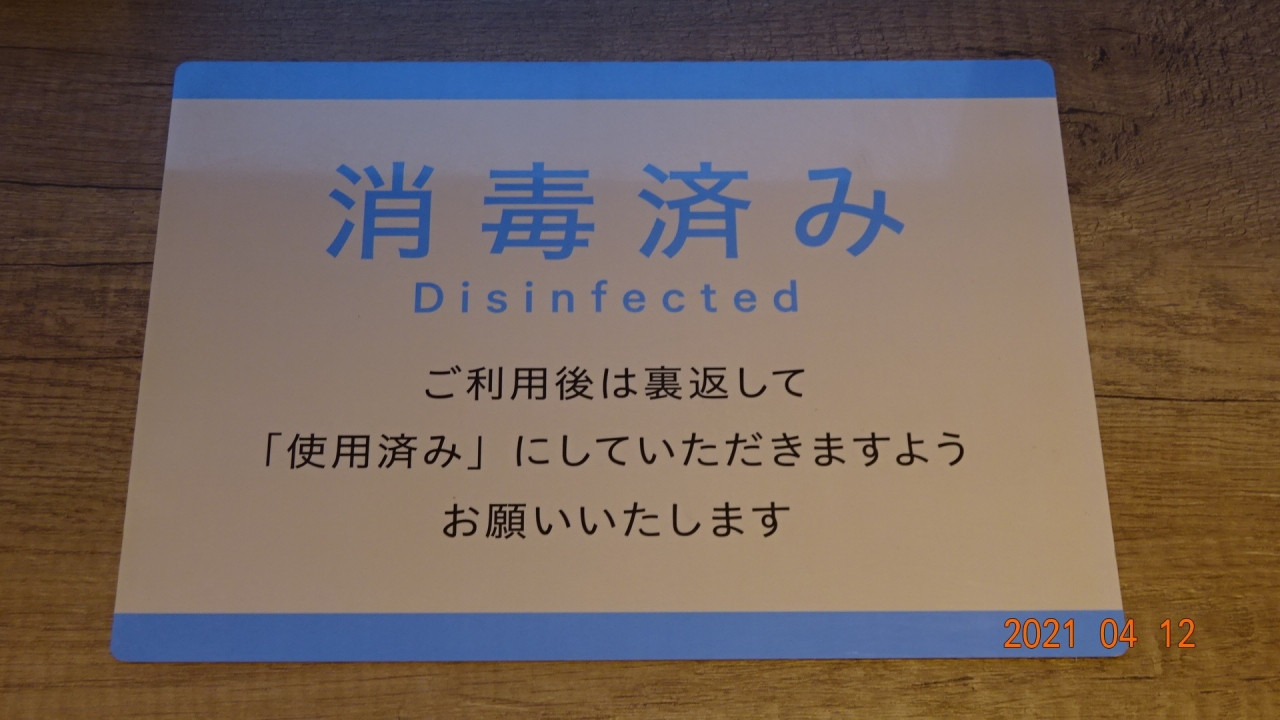 消毒済み
Disinfected
ご利用後は裏返して
「使用済み」にしていただきますよう
お願いいたします
2021 04 12